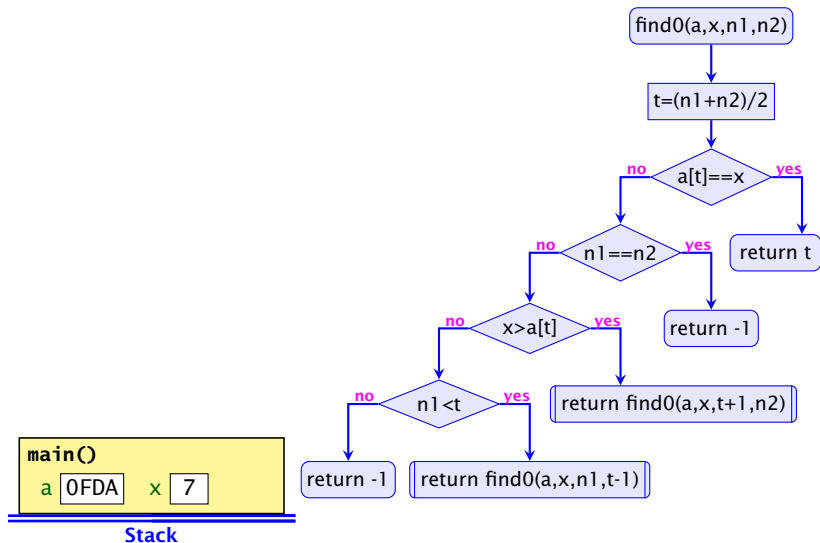 find0(a,x,n1,n2)
t=(n1+n2)/2
no
a[t]==x
yes
no
n1==n2
yes
return t
no
x>a[t]
yes
return -1
no
n1<t
yes
return find0(a,x,t+1,n2)
return -1
return find0(a,x,n1,t-1)
main()
a 0FDA x 7
Stack